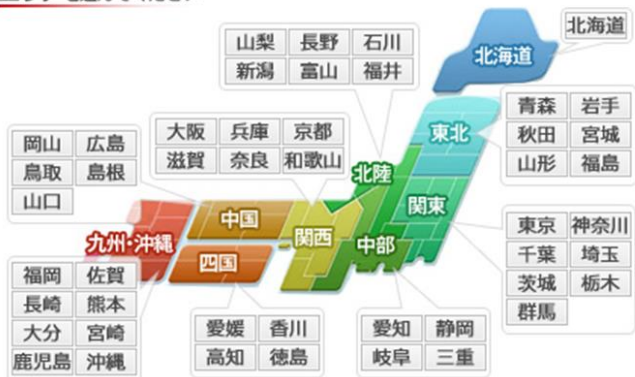 北海道
北海道
山梨 長野 石川
新潟 富山 福井
青森 岩手
秋田 宮城
山形 福島
東北
大阪 兵庫 京都
滋賀 奈良 和歌山
岡山 広島
鳥取 島根
山口
北陸
関東
中国
関西
中部
九州・沖縄
四国
東京 神奈川
千葉 埼玉
茨城 栃木
群馬
福岡 佐賀
長崎 熊本
大分 宮崎
鹿児島 沖縄
愛媛 香川
高知 徳島
愛知 静岡
岐阜 三重